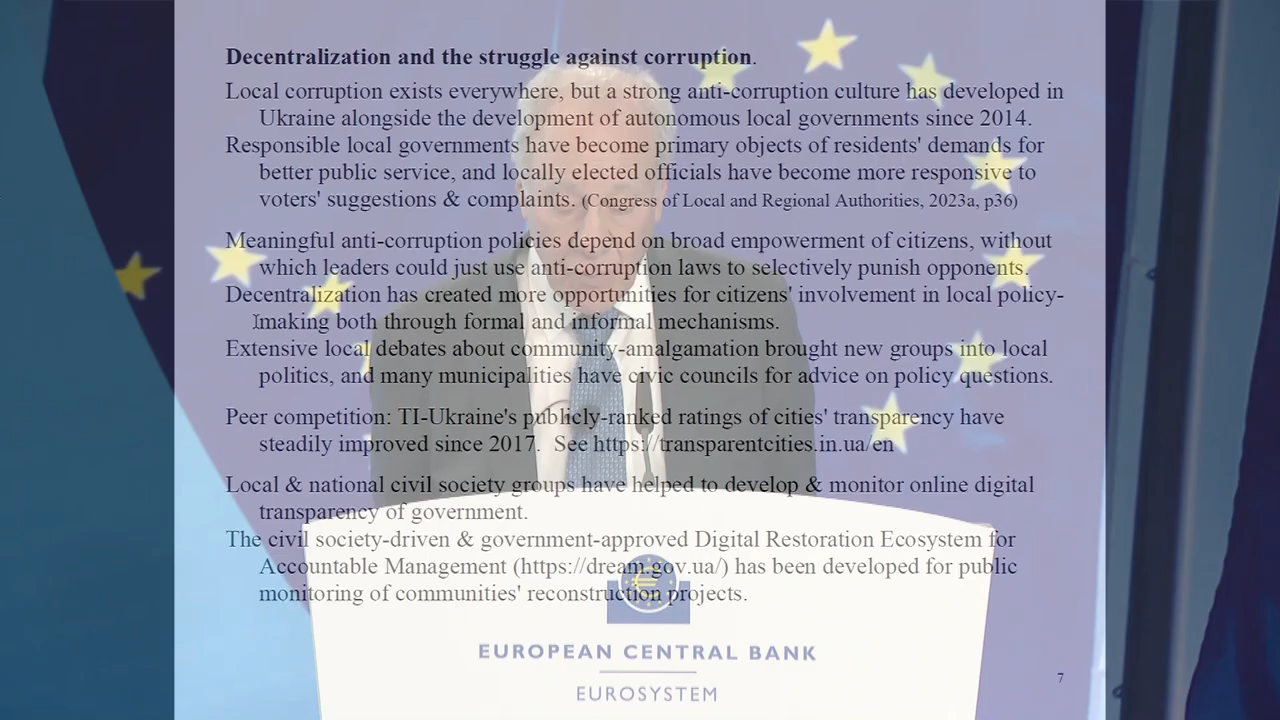 Decentralization and the struggle against corruption.
Local corruption exists everywhere, but a strong anti-corruption culture has developed in
Ukraine alongside the development of autonomous local governments since 2014.
Responsible local governments have become primary objects of residents' demands for
better public service, and locally elected officials have become more responsive to
voters' suggestions & complaints. (Congress of Local and Regional Authorities, 2023a, p36)
Meaningful anti-corruption policies depend on broad empowerment of citizens, without
which leaders could just use anti-corruption laws to selectively punish opponents.
Decentralization has created more opportunities for citizens' involvement in local policy-
making both through formal and informal mechanisms.
Extensive local debates about community-amalgamation brought new groups into local
politics, and many municipalities have civic councils for advice on policy questions.
Peer competition: TI-Ukraine's publicly-ranked ratings of cities' transparency have
steadily improved since 2017.  See https://transparentcities.in.ua/en
Local & national civil society groups have helped to develop & monitor online digital
transparency of government.
The civil society-driven & government-approved Digital Restoration Ecosystem for
Accountable Management (https://dream.gov.ua/) has been developed for public
monitoring of communities' reconstruction projects.
EUROPEAN CENTRAL BANK
EUROSYSTEM
7